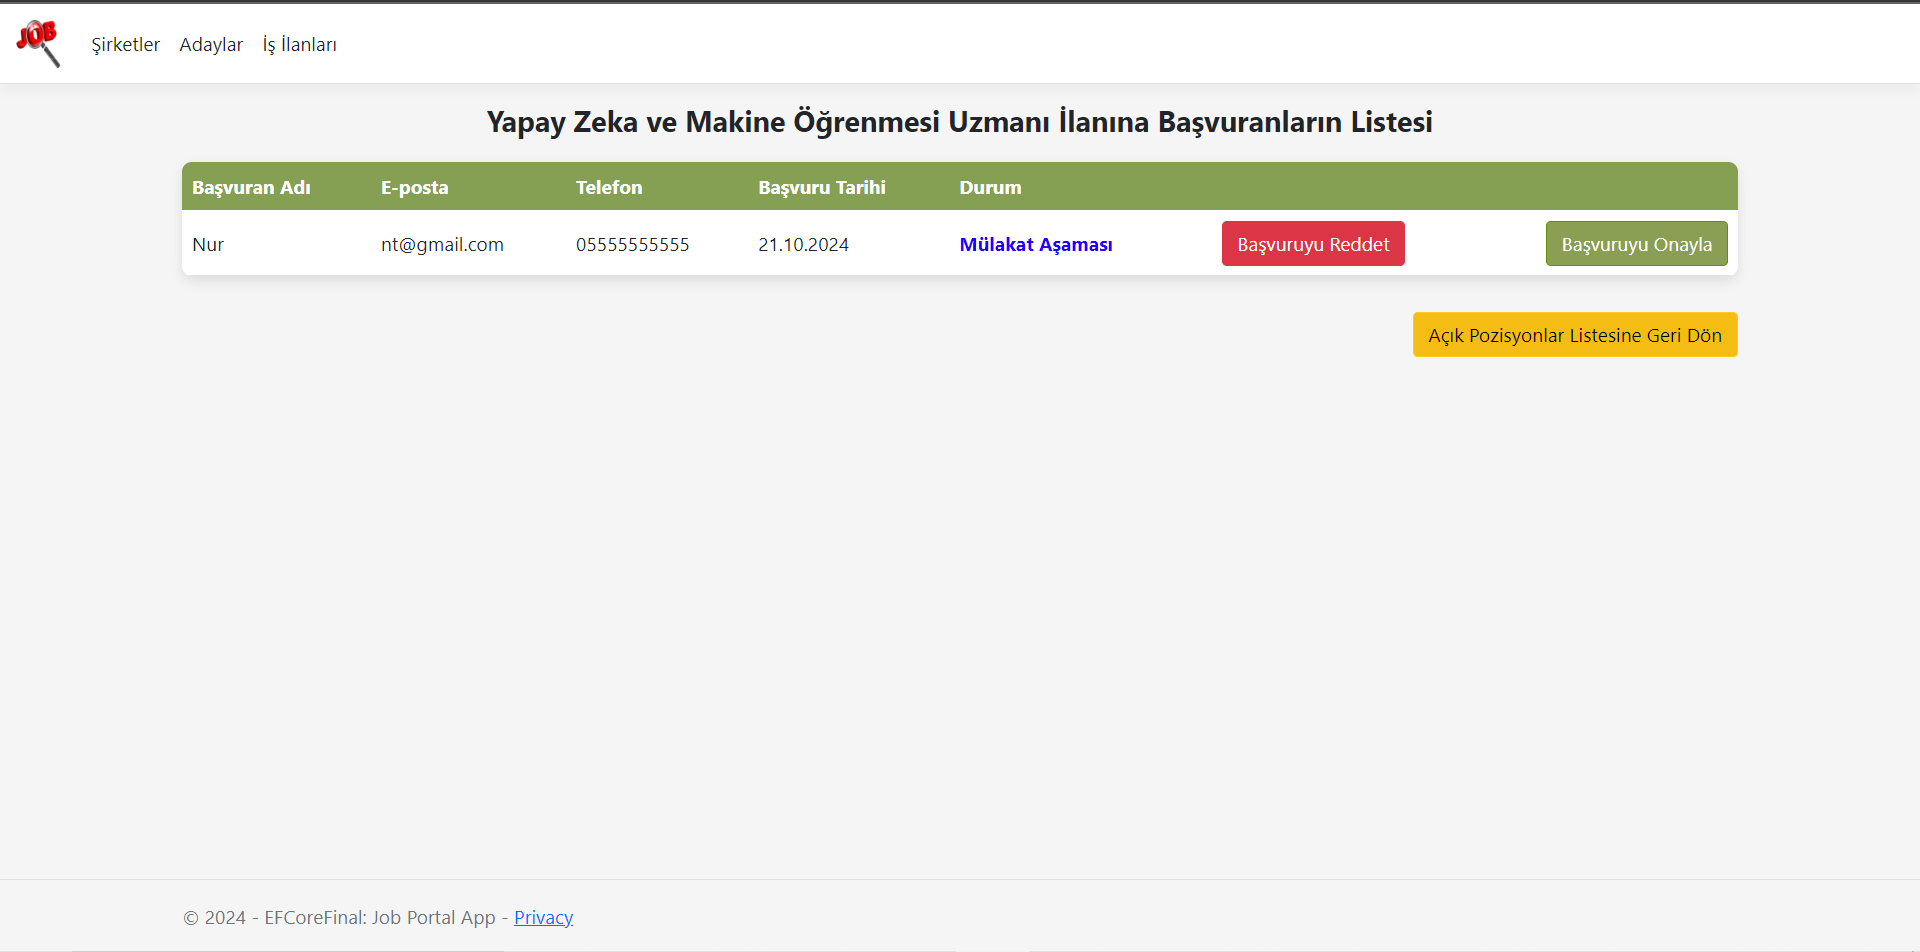 JOB
Şirketler Adaylar İş İlanları
Yapay Zeka ve Makine Öğrenmesi Uzmanı İlanına Başvuranların Listesi
Başvuran Adı E-posta Telefon Başvuru Tarihi Durum
Nur nt@gmail.com 05555555555 21.10.2024 Mülakat Aşaması Başvuruyu Reddet Başvuruyu Onayla
Açık Pozisyonlar Listesine Geri Dön
© 2024 - EFCoreFinal: Job Portal App - Privacy